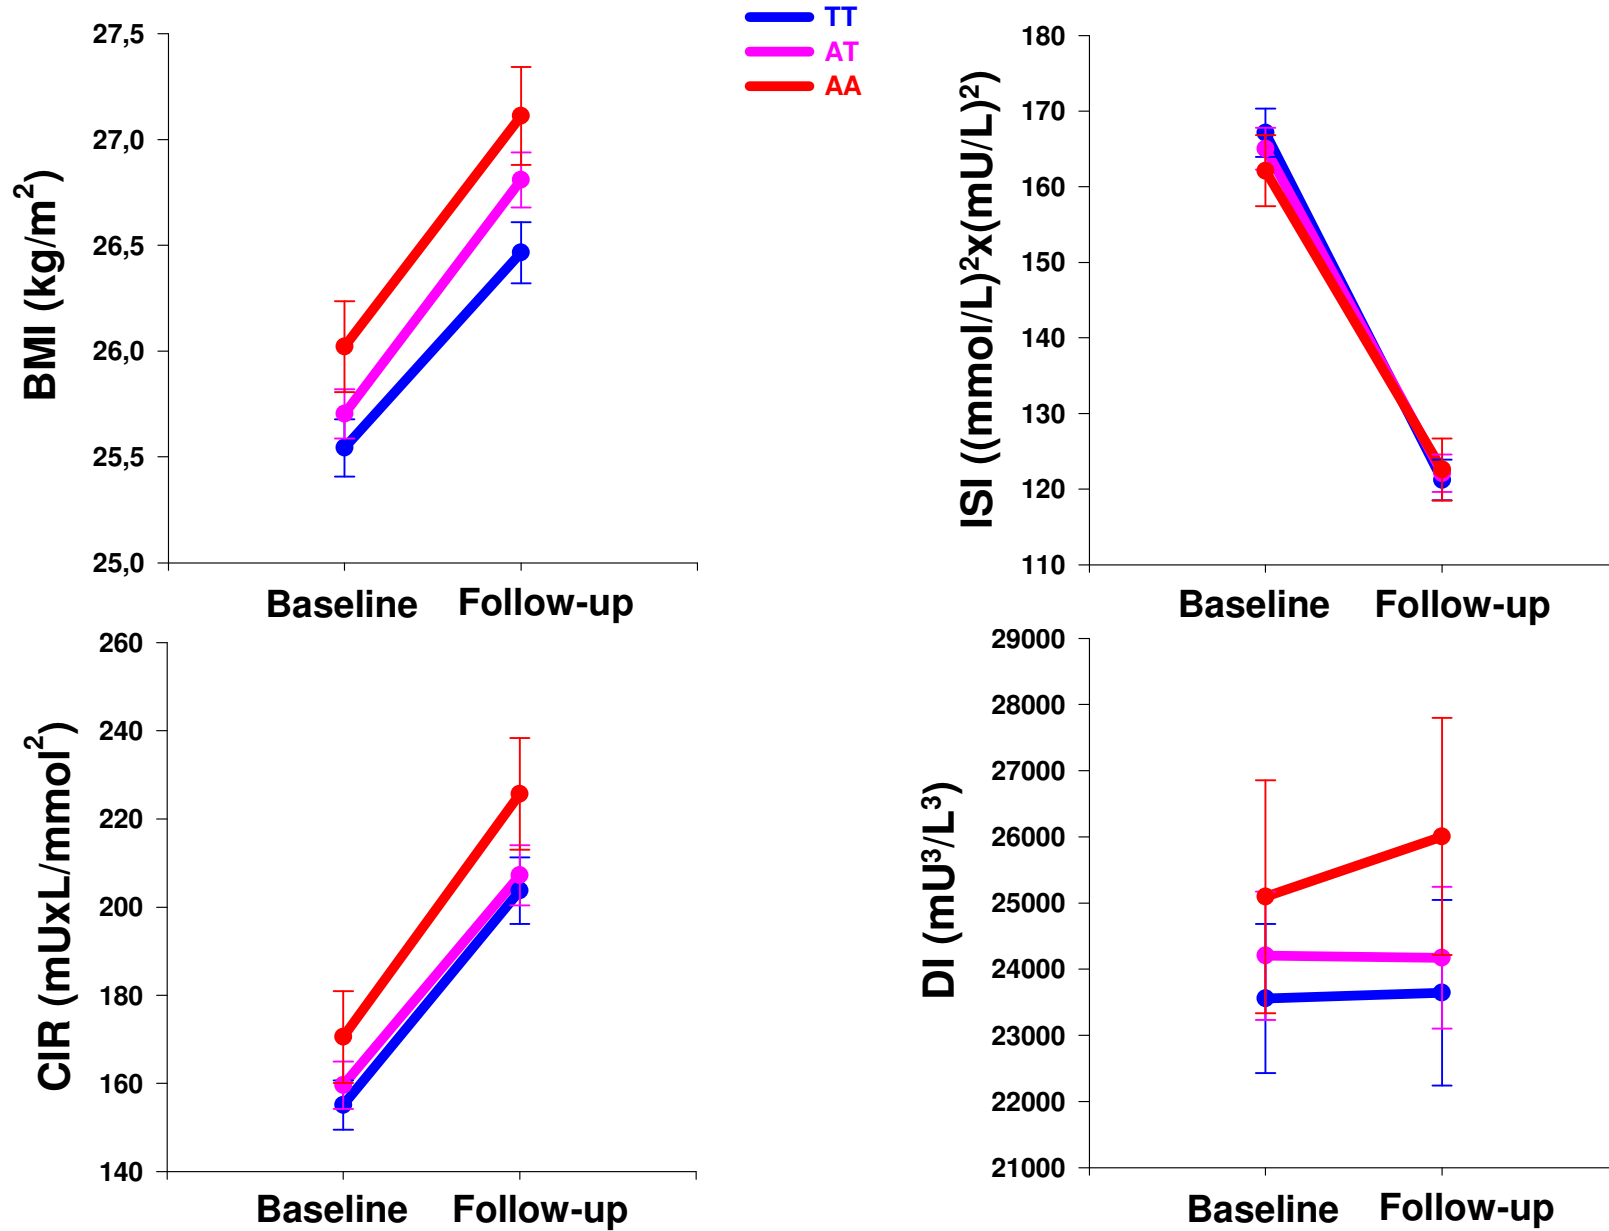 TT
AT
AA
BMI (kg/m²)
27,5
27,0
26,5
26,0
25,5
25,0
Baseline Follow-up
ISI ((mmol/L)²x(mU/L)²)
180
170
160
150
140
130
120
110
Baseline Follow-up
CIR (mUxL/mmol²)
260
240
220
200
180
160
140
Baseline Follow-up
DI (mU³/L³)
29000
28000
27000
26000
25000
24000
23000
22000
21000
Baseline Follow-up